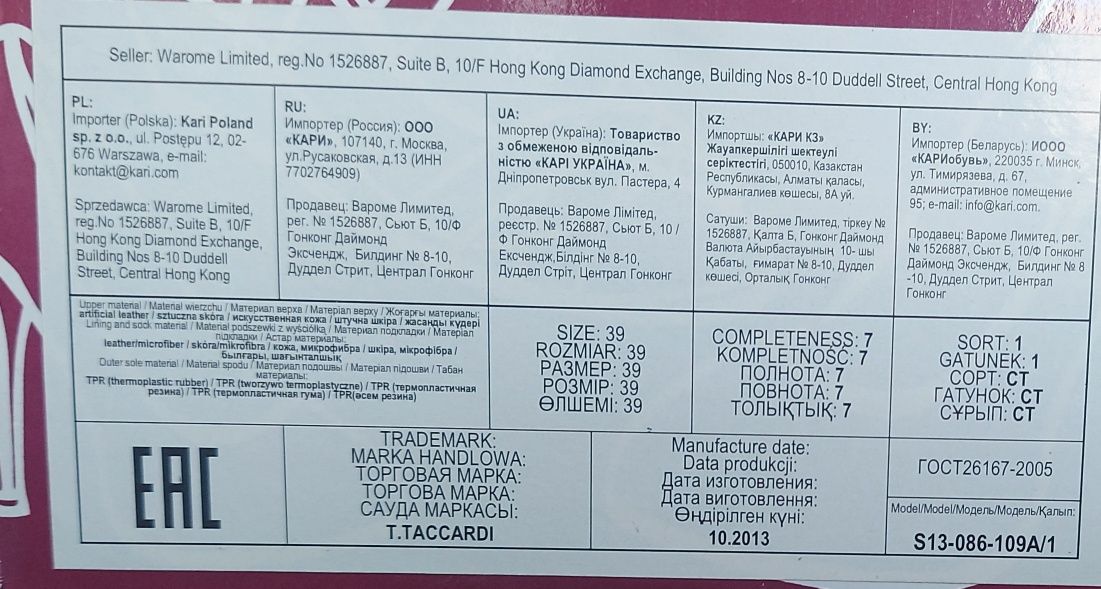 Seller: Warome Limited, reg.No 1526887, Suite B, 10/F Hong Kong Diamond Exchange, Building Nos 8-10 Duddell Street, Central Hong Kong
PL:
Importer (Polska): Kari Poland
sp. z o.o., ul. Postępu 12, 02-
676 Warszawa, e-mail:
kontakt@kari.com
Sprzedawca: Warome Limited,
reg.No 1526887, Suite B, 10/F
Hong Kong Diamond Exchange,
Building Nos 8-10 Duddell
Street, Central Hong Kong
RU:
Импортер (Россия): ООО
«КАРИ», 107140, г. Москва,
ул.Русаковская, д.13 (ИНН
7702764909)
Продавец: Вароме Лимитед,
рег. № 1526887, Сьют Б, 10/Ф
Гонконг Даймонд
Эксчендж, Билдинг № 8-10,
Дуддел Стрит, Централ Гонконг
UA:
Імпортер (Україна): Товариство
з обмеженою відповідаль-
ністю «КАРІ УКРАЇНА», м.
Дніпропетровськ вул. Пастера, 4
Продавець: Вароме Лімітед,
реєстр. № 1526887, Сьют Б, 10 /
Ф Гонконг Даймонд
Ексчендж,Білдінг № 8-10,
Дуддел Стріт, Централ Гонконг
KZ:
Импортшы: «КАРИ КЗ»
Жауапкершілігі шектеулі
серіктестігі, 050010, Казакстан
Республикасы, Алматы қаласы,
Курмангалиев көшесі, 8А уй.
Сатуши: Вароме Лимитед, тіркеу №
1526887, Қалта Б, Гонконг Даймонд
Валюта Айырбастауының 10- шы
Қабаты, ғимарат № 8-10, Дуддел
көшесі, Орталық Гонконг
BY:
Импортер (Беларусь): ИООО
«КАРИобувь», 220035 г. Минск,
ул. Тимирязева, д. 67,
административное помещение
95; e-mail: info@kari.com.
Продавец: Вароме Лимитед, рег.
№ 1526887, Сьют Б, 10/Ф Гонконг
Даймонд Эксчендж, Билдинг № 8
-10, Дуддел Стрит, Централ
Гонконг
Upper material / Materiał wierzchu / Материал верха / Матеріал верху / Жоғарғы материалы:
artificial leather / sztuczna skóra / искусственная кожа / штучна шкіра / жасанды күдері
Lining and sock material / Materiał podszewki z wyściółką / Материал подкладки / Матеріал
підкладки / Астар материалы:
leather/microfiber / skóra/mikrofibra / кожа, микрофибра / шкіра, мікрофібра /
былғары, шағынталшық
Outer sole material / Materiał spodu / Материал подошвы / Матеріал підошви / Табан
материалы:
TPR (thermoplastic rubber) / TPR (tworzywo termoplastyczne) / TPR (термопластичная
резина) / TPR (термопластична гума) / TPR(әсем резина)
SIZE: 39
ROZMIAR: 39
РАЗМЕР: 39
РОЗМІР: 39
ӨЛШЕМІ: 39
COMPLETENESS: 7
KOMPLETNOŚĆ: 7
ПОЛНОТА: 7
ПОВНОТА: 7
ТОЛЫҚТЫҚ: 7
SORT: 1
GATUNEK: 1
СОРТ: СТ
ҐАТУНОК: СТ
СҰРЫП: СТ
EAC
TRADEMARK:
MARKA HANDLOWA:
ТОРГОВАЯ МАРКА:
ТОРГОВА МАРКА:
САУДА МАРКАСЫ:
T.TACCARDI
Manufacture date:
Data produkcji:
Дата изготовления:
Дата виготовлення:
Өңдірілген күні:
10.2013
ГОСТ26167-2005
Model/Model/Модель/Модель/Қалып:
S13-086-109A/1